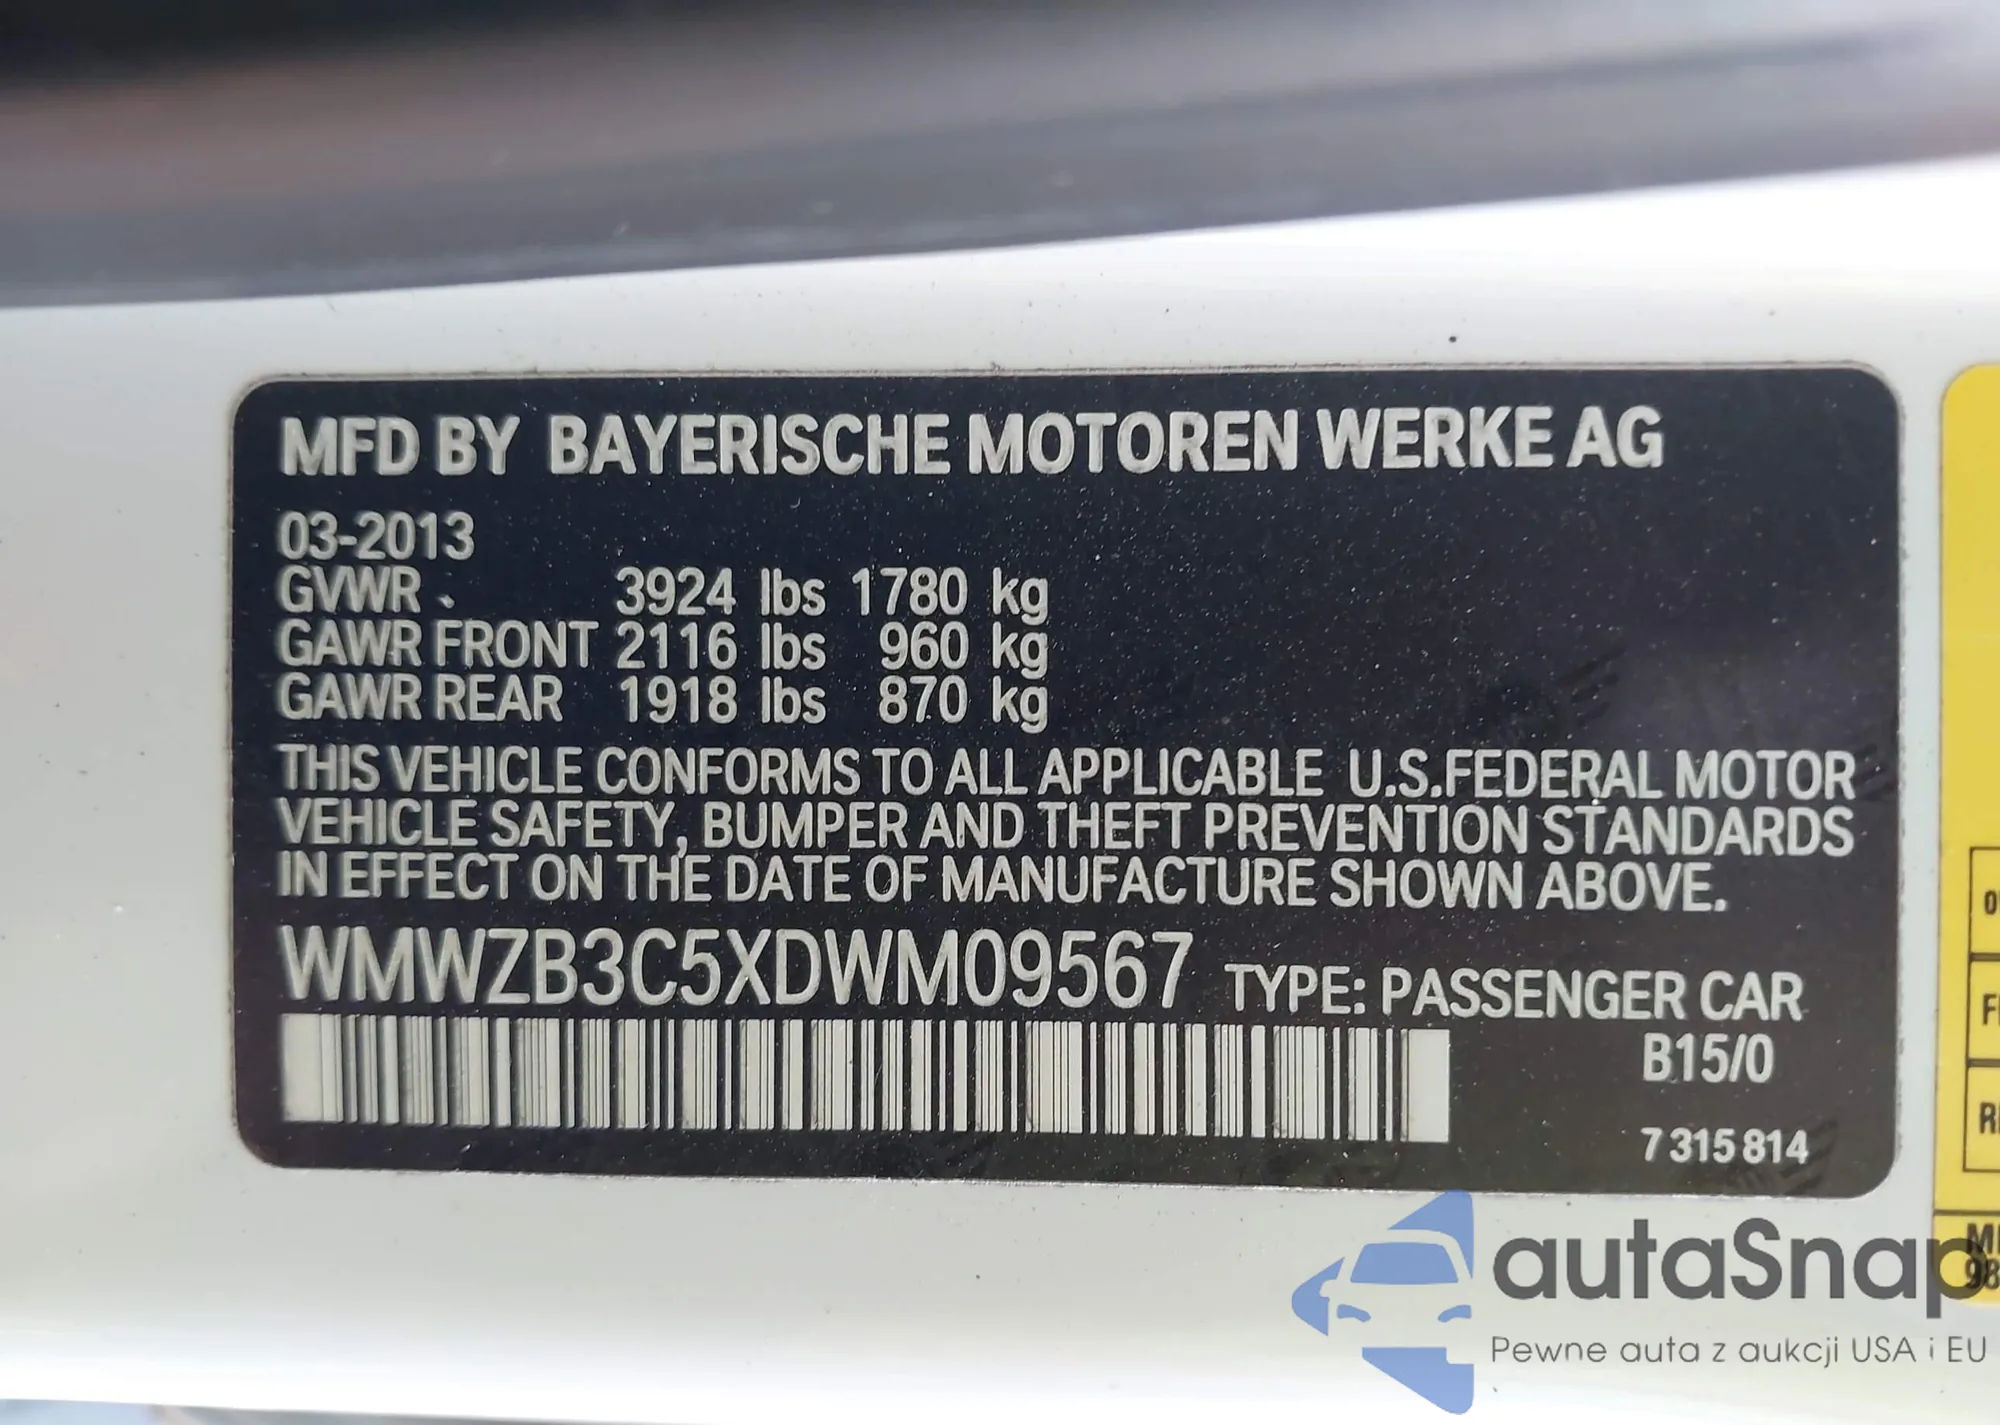 MFD BY BAYERISCHE MOTOREN WERKE AG
03-2013
GVWR 3924 lbs 1780 kg
GAWR FRONT 2116 lbs 960 kg
GAWR REAR 1918 lbs 870 kg
THIS VEHICLE CONFORMS TO ALL APPLICABLE U.S.FEDERAL MOTOR
VEHICLE SAFETY, BUMPER AND THEFT PREVENTION STANDARDS
IN EFFECT ON THE DATE OF MANUFACTURE SHOWN ABOVE.
WMWZB3C5XDWM09567 TYPE: PASSENGER CAR
B15/0
7 315 814
autaSnap
Pewne auta z aukcji USA i EU